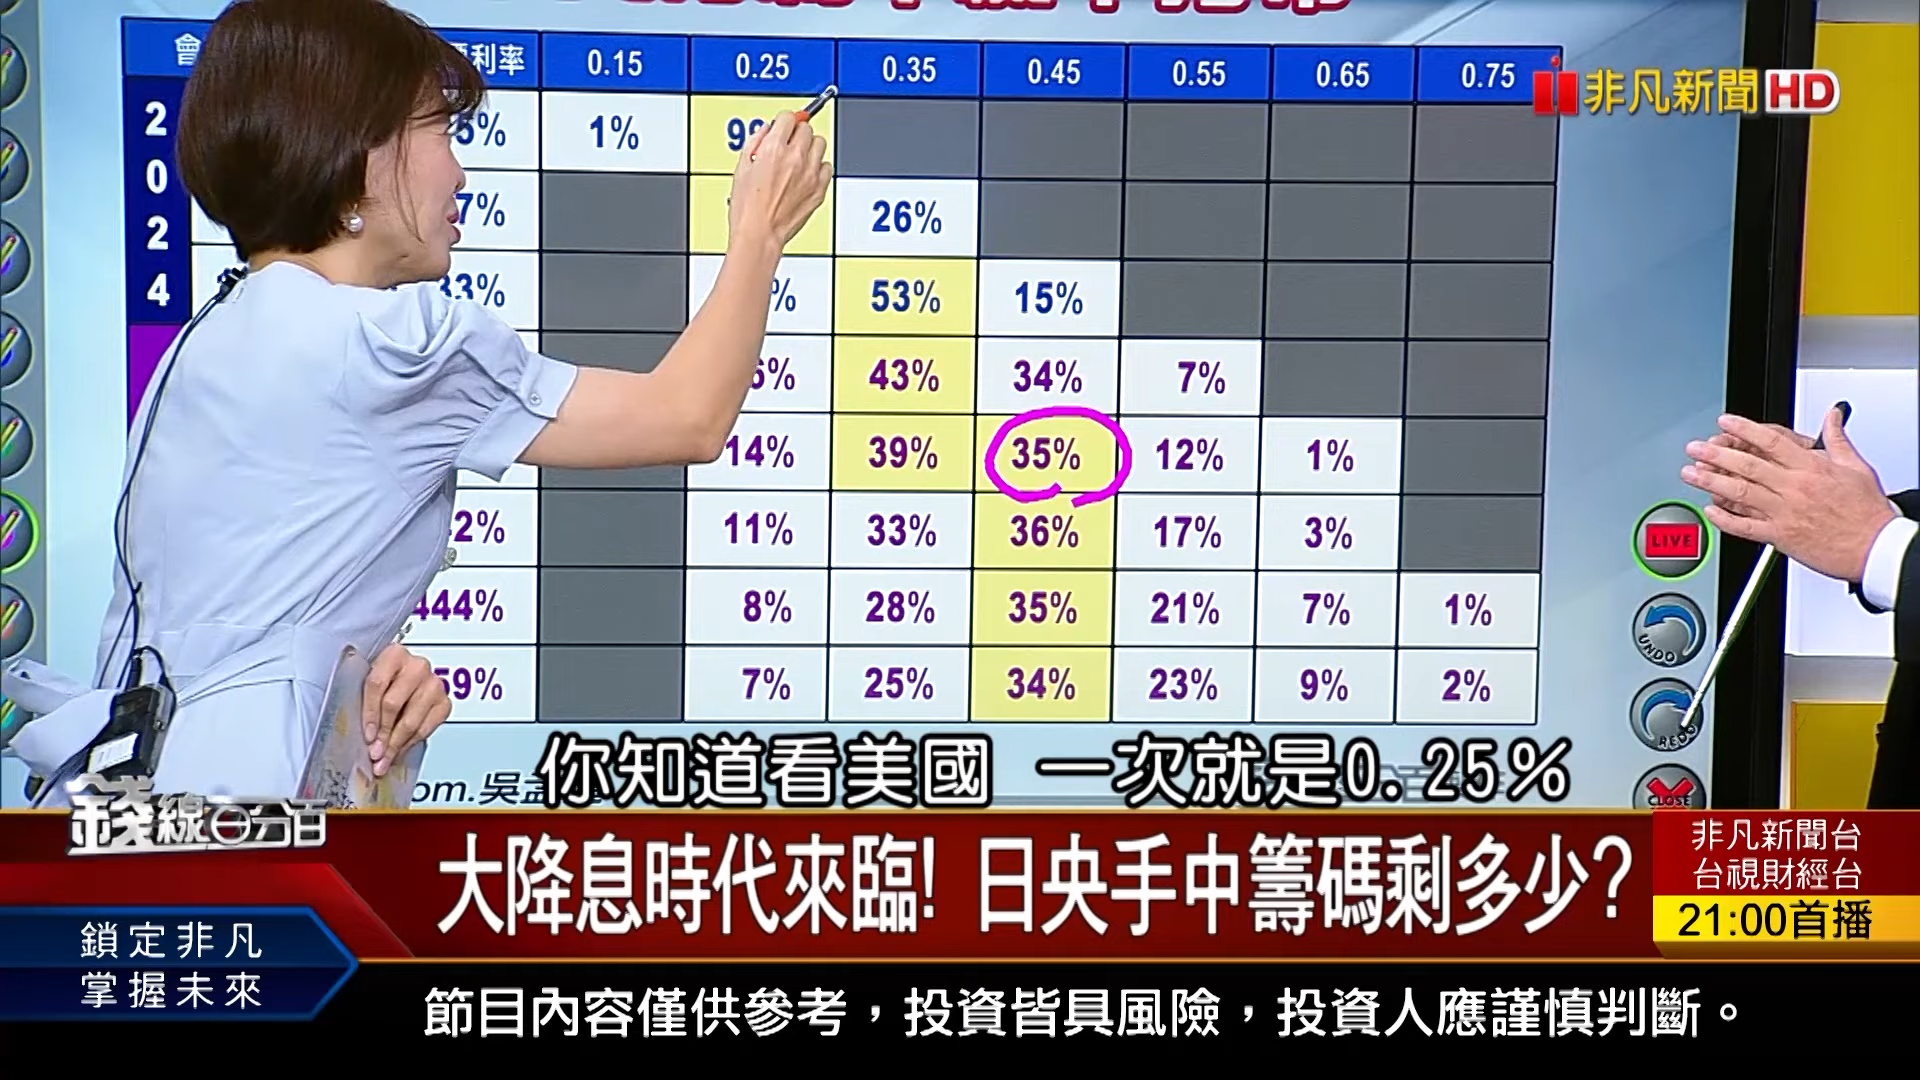 利率 0.15 0.25 0.35 0.45 0.55 0.65 0.75
非凡新聞HD
2024
5% 1%
7% 26%
33% % 53% 15%
6% 43% 34% 7%
14% 39% 35% 12% 1%
2% 11% 33% 36% 17% 3%
444% 8% 28% 35% 21% 7% 1%
59% 7% 25% 34% 23% 9% 2%
LIVE
UNDO
REDO
CLOSE
om.吳孟
你知道看美國 一次就是0.25%
錢線百分百
大降息時代來臨! 日央手中籌碼剩多少?
非凡新聞台
台視財經台
21:00首播
鎖定非凡
掌握未來
節目內容僅供參考，投資皆具風險，投資人應謹慎判斷。